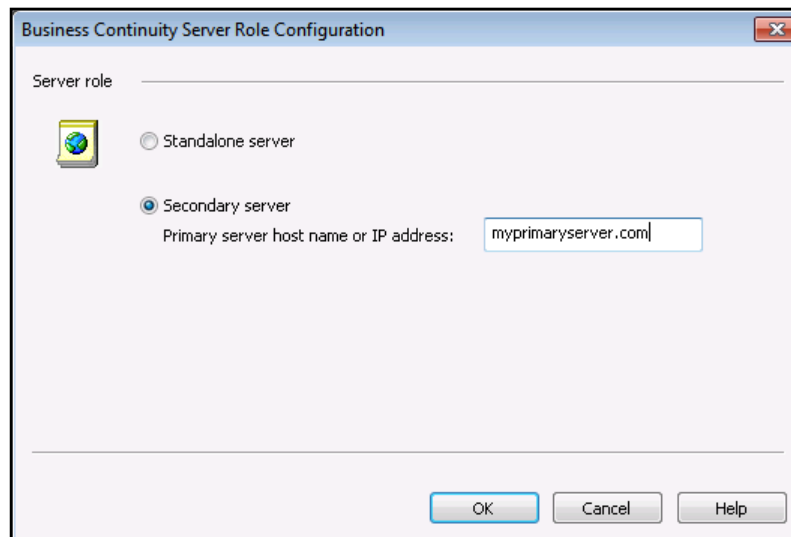 Business Continuity Server Role Configuration
Server role
Standalone server
Secondary server
Primary server host name or IP address: myprimaryserver.com
OK Cancel Help